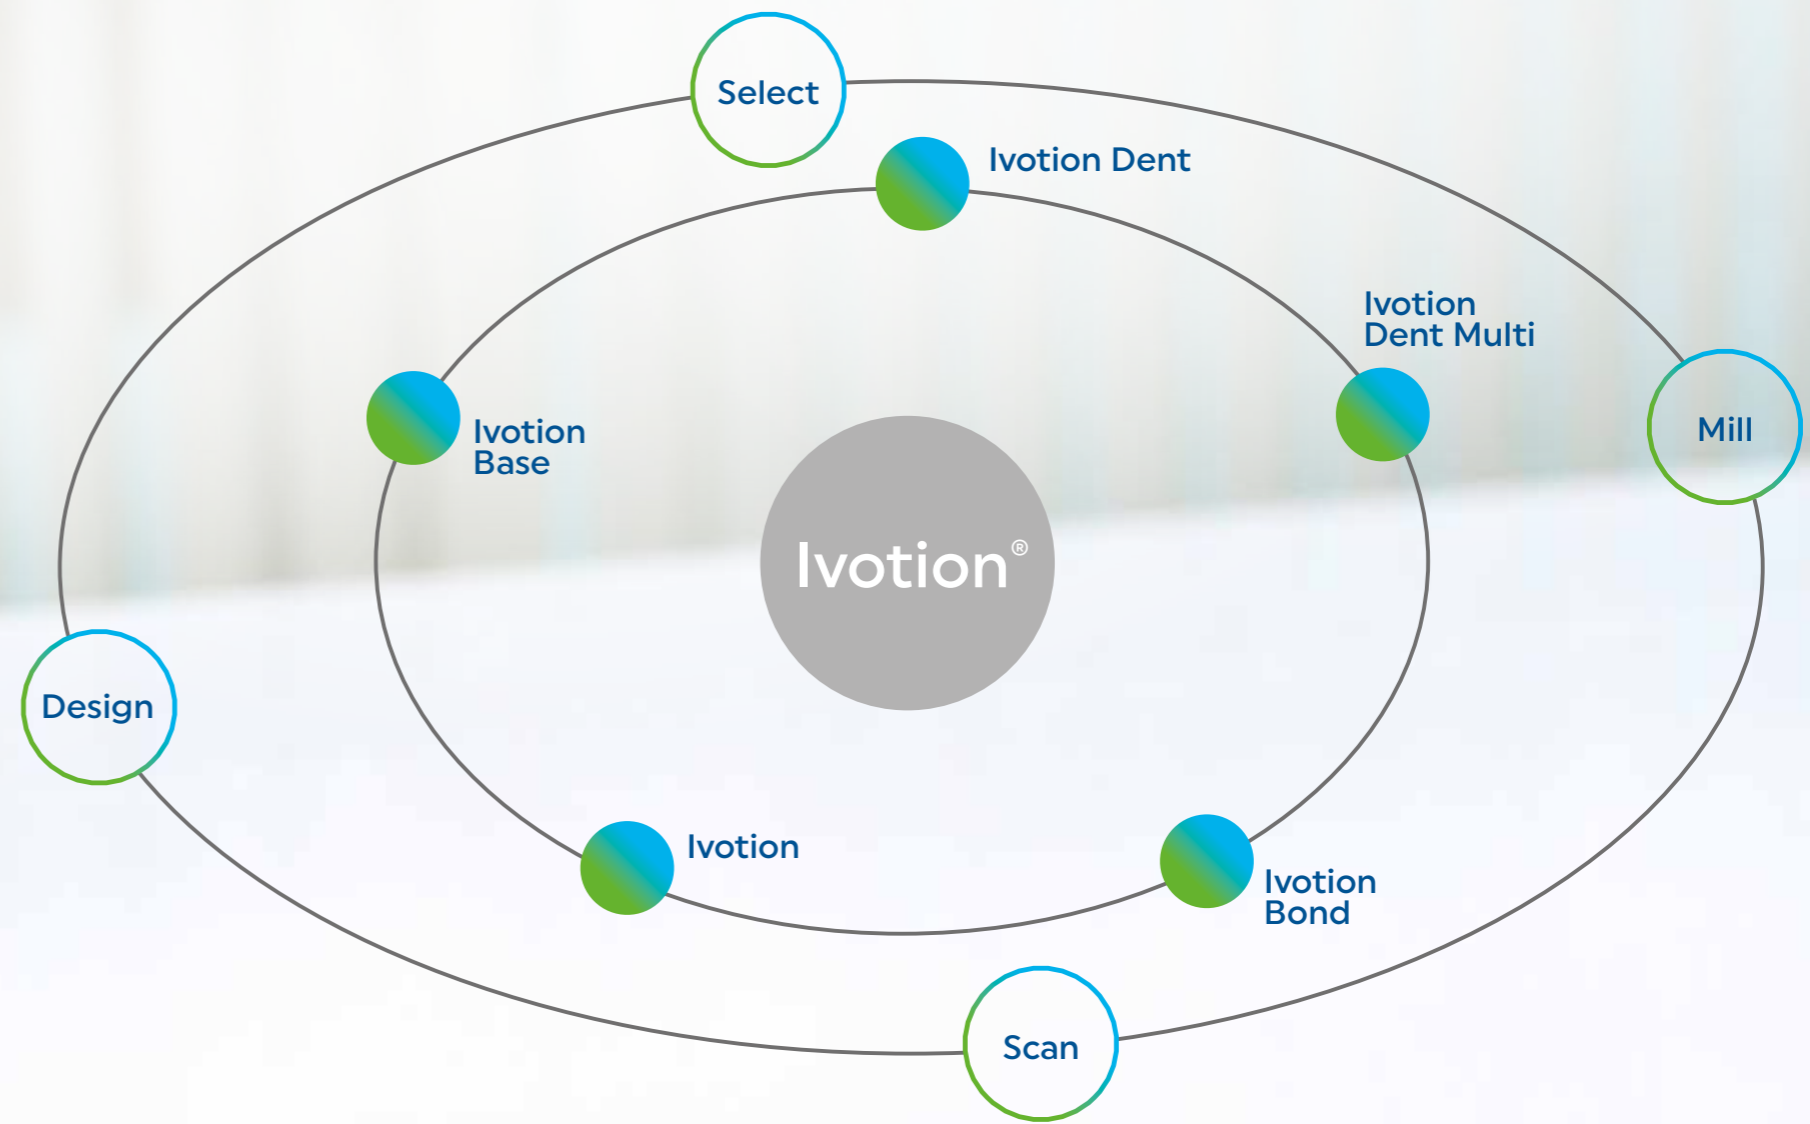 Select
Ivotion Dent
Ivotion
Dent Multi
Mill
Ivotion
Base
Ivotion®
Design
Ivotion
Ivotion
Bond
Scan